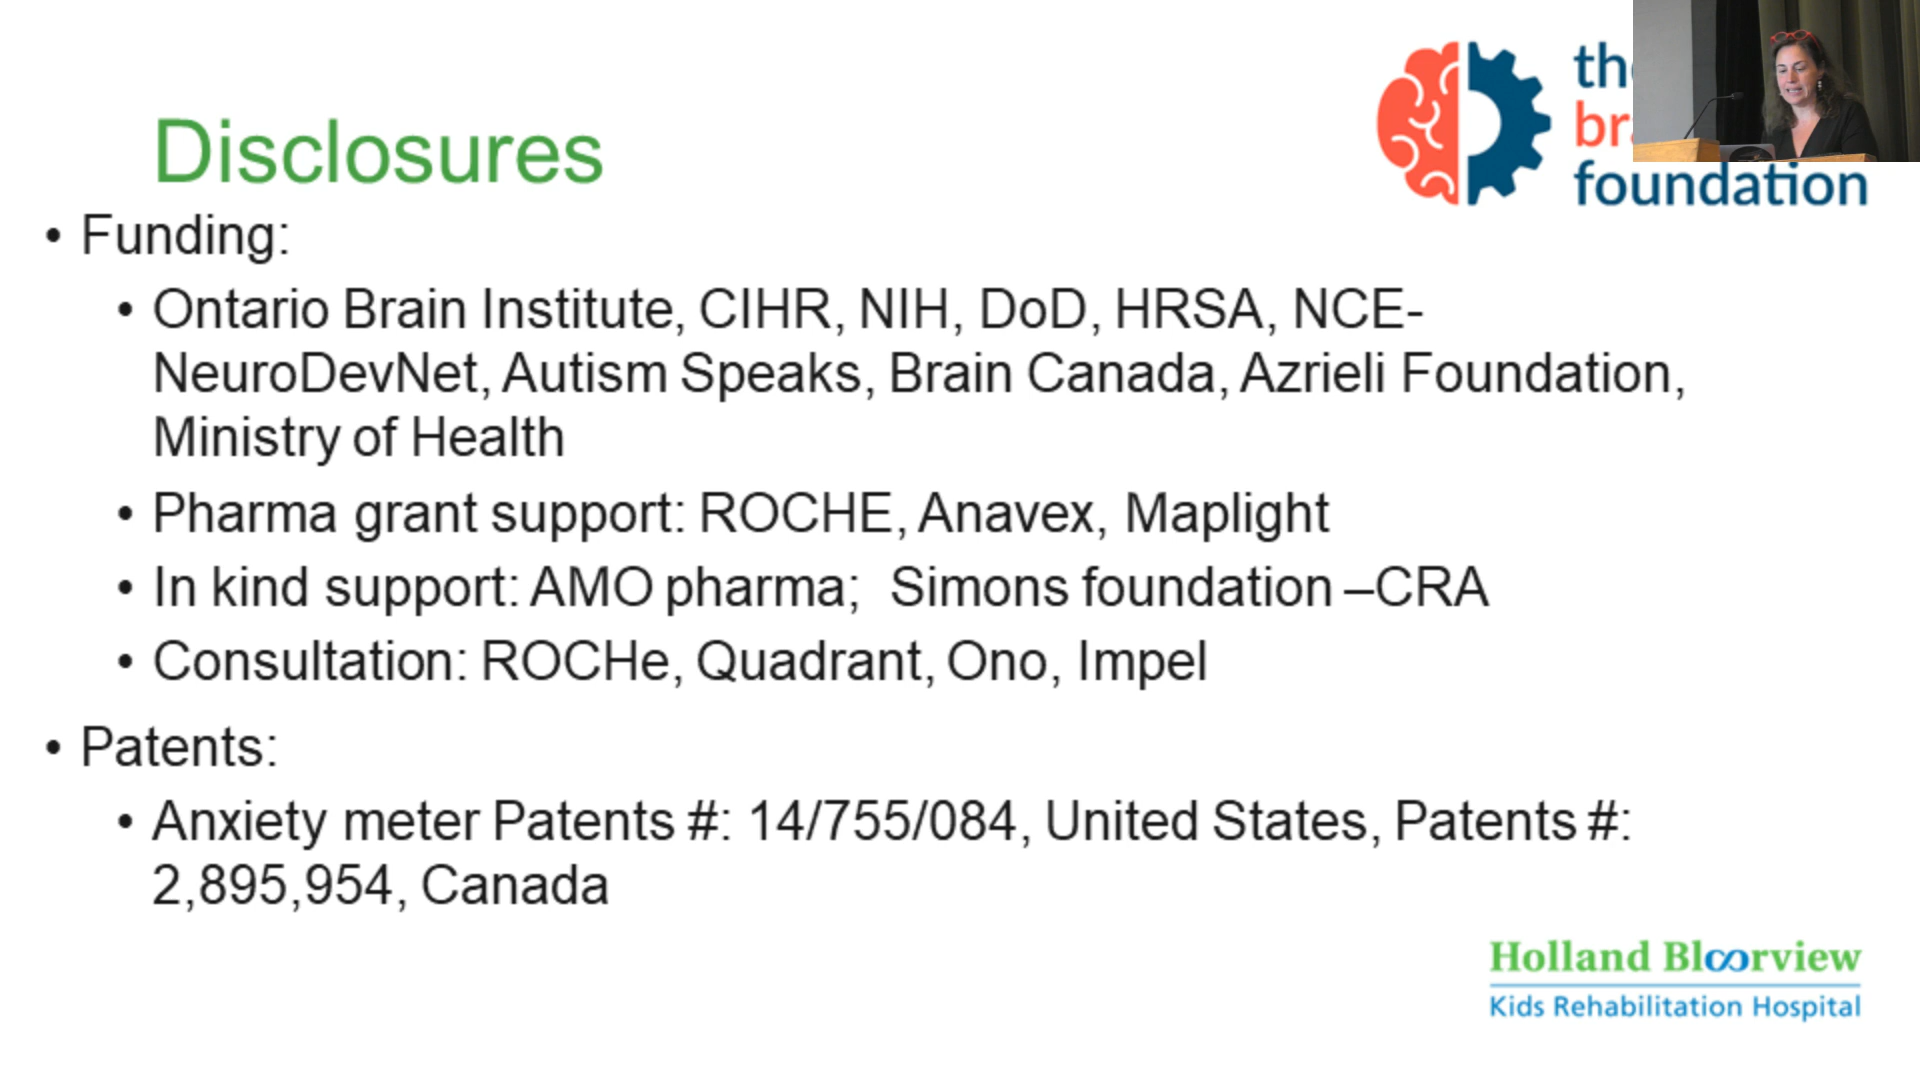 Disclosures
foundation
• Funding:
• Ontario Brain Institute, CIHR, NIH, DoD, HRSA, NCE-
NeuroDevNet, Autism Speaks, Brain Canada, Azrieli Foundation,
Ministry of Health
• Pharma grant support: ROCHE, Anavex, Maplight
• In kind support: AMO pharma; Simons foundation –CRA
• Consultation: ROCHe, Quadrant, Ono, Impel
• Patents:
• Anxiety meter Patents #: 14/755/084, United States, Patents #:
2,895,954, Canada
Holland Bloorview
Kids Rehabilitation Hospital